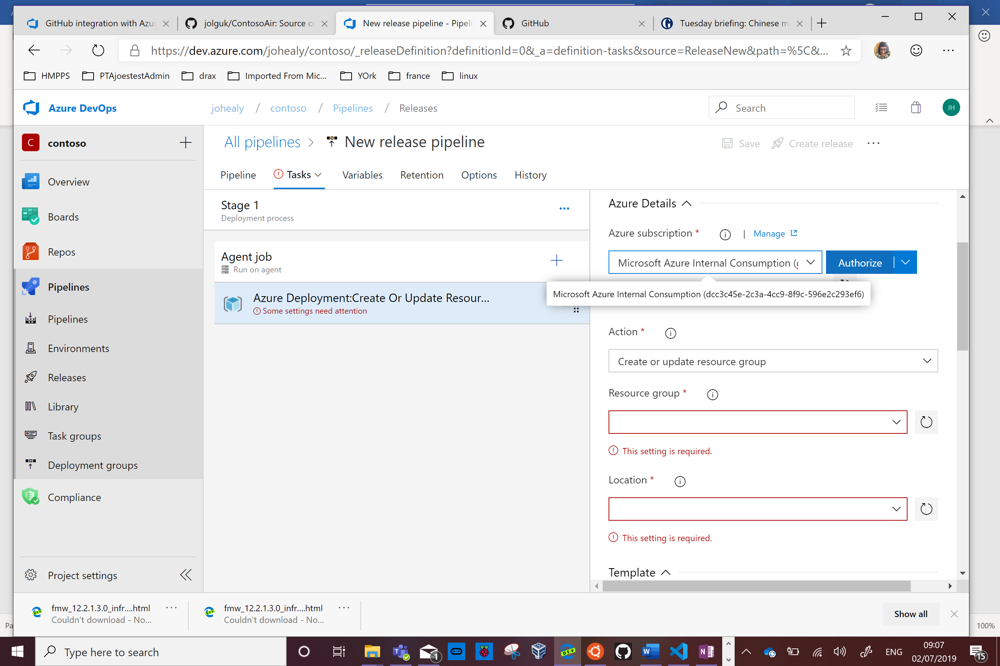 GitHub integration with Azur
jolguk/ContosoAir: Source co
New release pipeline - Pipeli
GitHub
Tuesday briefing: Chinese m
https://dev.azure.com/johealy/contoso/_releaseDefinition?definitionId=0&_a=definition-tasks&source=ReleaseNew&path=%5C&...
HMPPS
PTAjoestestAdmin
drax
Imported From Mic...
YOrk
france
linux
Azure DevOps
johealy / contoso / Pipelines / Releases
Search
JH
C contoso
All pipelines > New release pipeline
Save
Create release
Pipeline
Tasks
Variables
Retention
Options
History
Overview
Boards
Repos
Pipelines
Pipelines
Environments
Releases
Library
Task groups
Deployment groups
Compliance
Project settings
Stage 1
Deployment process
Agent job
Run on agent
Azure Deployment:Create Or Update Resour...
Some settings need attention
Azure Details
Azure subscription * | Manage
Microsoft Azure Internal Consumption (
Authorize
Microsoft Azure Internal Consumption (dcc3c45e-2c3a-4cc9-8f9c-596e2c293ef6)
Action *
Create or update resource group
Resource group *
This setting is required.
Location *
This setting is required.
Template
fmw_12.2.1.3.0_infr....html
Couldn't download - No...
fmw_12.2.1.3.0_infr....html
Couldn't download - No...
Show all
Pa
100%
Type here to search
1
DEV
ENG
09:07
02/07/2019
15